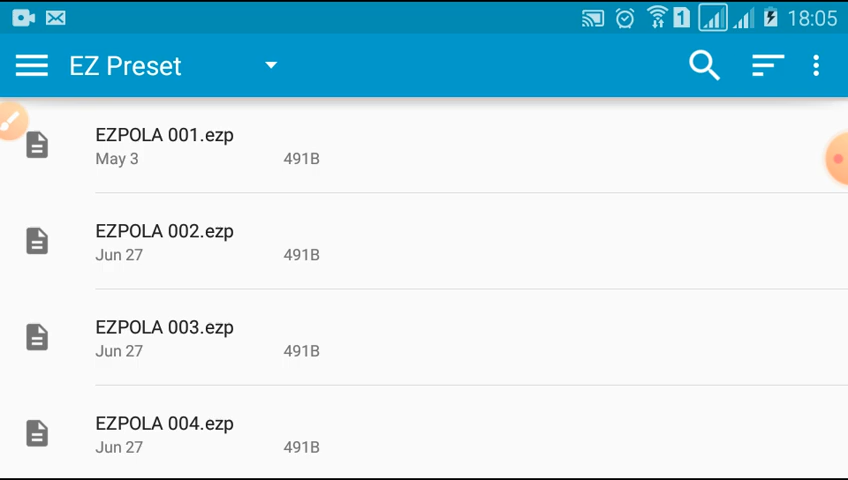 1 18:05
EZ Preset
EZPOLA 001.ezp
May 3 491B
EZPOLA 002.ezp
Jun 27 491B
EZPOLA 003.ezp
Jun 27 491B
EZPOLA 004.ezp
Jun 27 491B